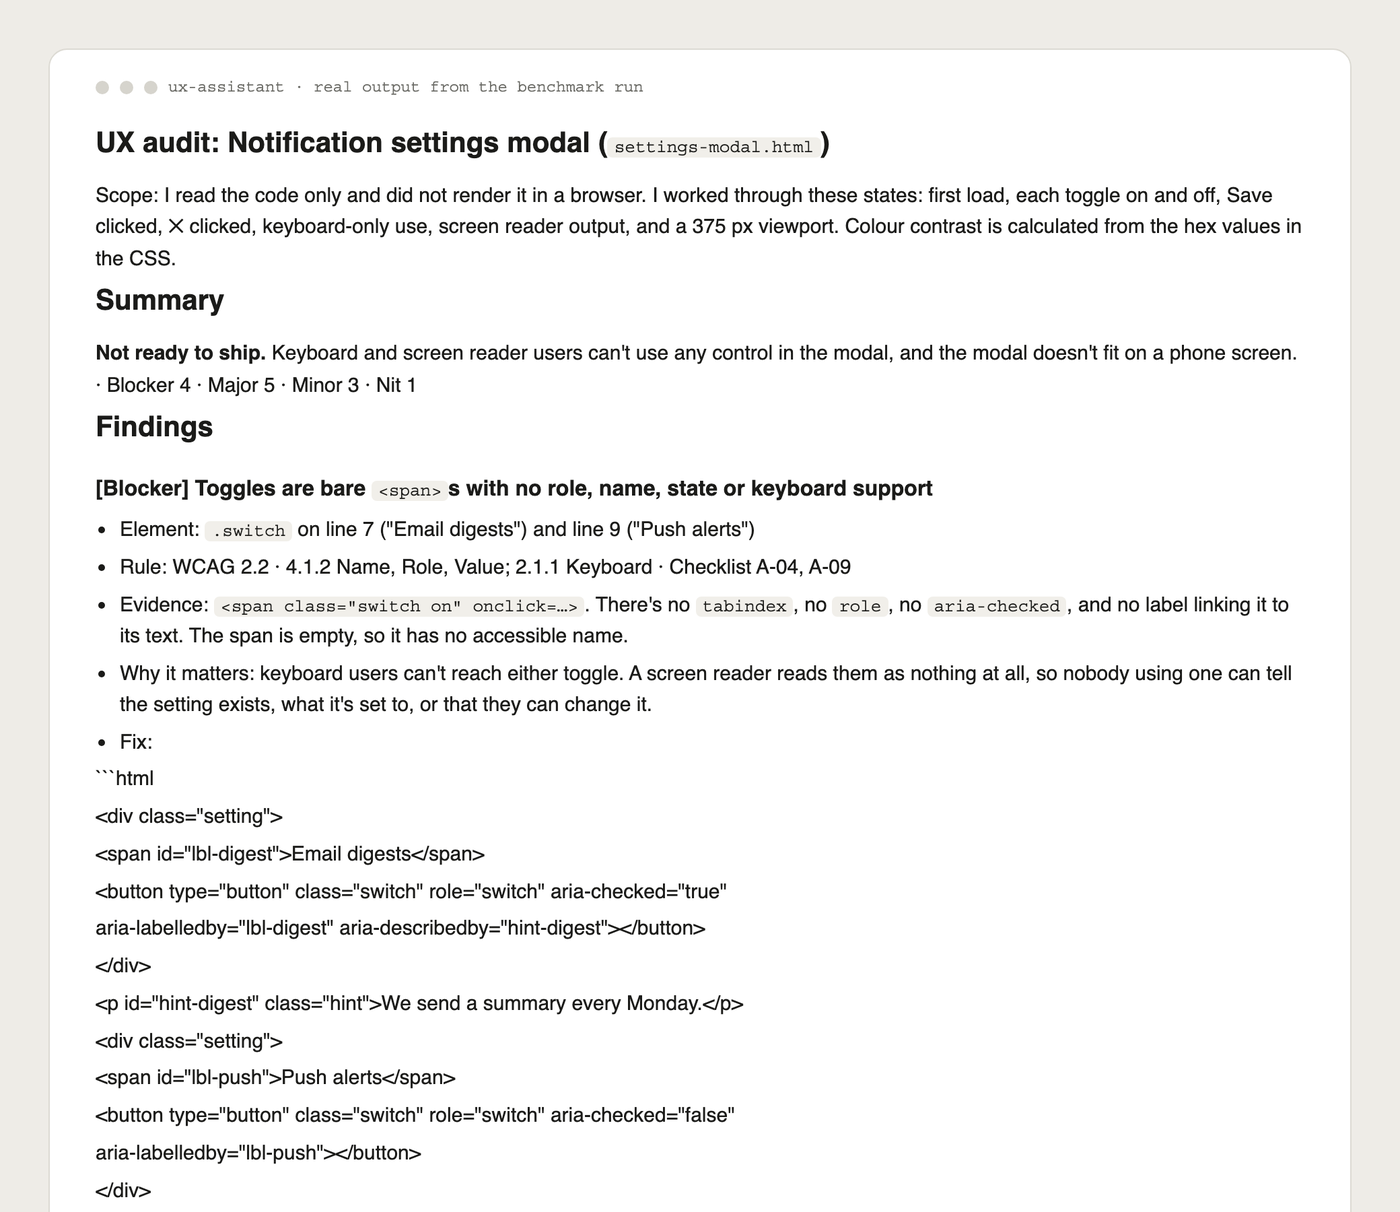 ux-assistant · real output from the benchmark run
UX audit: Notification settings modal (settings-modal.html)
Scope: I read the code only and did not render it in a browser. I worked through these states: first load, each toggle on and off, Save
clicked, ✕ clicked, keyboard-only use, screen reader output, and a 375 px viewport. Colour contrast is calculated from the hex values in
the CSS.
Summary
Not ready to ship. Keyboard and screen reader users can't use any control in the modal, and the modal doesn't fit on a phone screen.
· Blocker 4 · Major 5 · Minor 3 · Nit 1
Findings
[Blocker] Toggles are bare <span>s with no role, name, state or keyboard support
• Element: .switch on line 7 ("Email digests") and line 9 ("Push alerts")
• Rule: WCAG 2.2 · 4.1.2 Name, Role, Value; 2.1.1 Keyboard · Checklist A-04, A-09
• Evidence: <span class="switch on" onclick=…>. There's no tabindex, no role, no aria-checked, and no label linking it to
its text. The span is empty, so it has no accessible name.
• Why it matters: keyboard users can't reach either toggle. A screen reader reads them as nothing at all, so nobody using one can tell
the setting exists, what it's set to, or that they can change it.
• Fix:
```html
<div class="setting">
<span id="lbl-digest">Email digests</span>
<button type="button" class="switch" role="switch" aria-checked="true"
aria-labelledby="lbl-digest" aria-describedby="hint-digest"></button>
</div>
<p id="hint-digest" class="hint">We send a summary every Monday.</p>
<div class="setting">
<span id="lbl-push">Push alerts</span>
<button type="button" class="switch" role="switch" aria-checked="false"
aria-labelledby="lbl-push"></button>
</div>